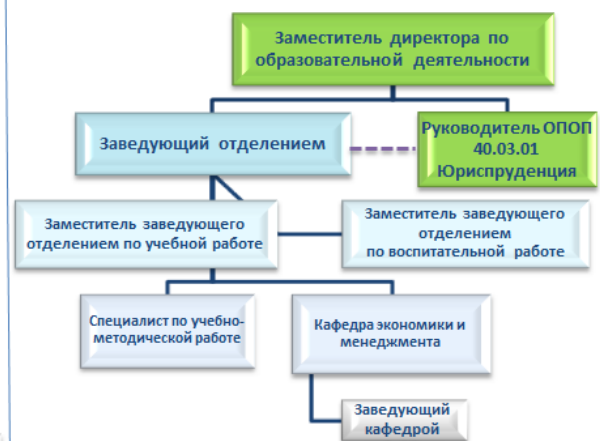 Заместитель директора по
образовательной деятельности
Заведующий отделением
Руководитель ОПОП
40.03.01
Юриспруденция
Заместитель заведующего
отделением по учебной работе
Заместитель заведующего
отделением
по воспитательной работе
Специалист по учебно-
методической работе
Кафедра экономики и
менеджмента
Заведующий
кафедрой